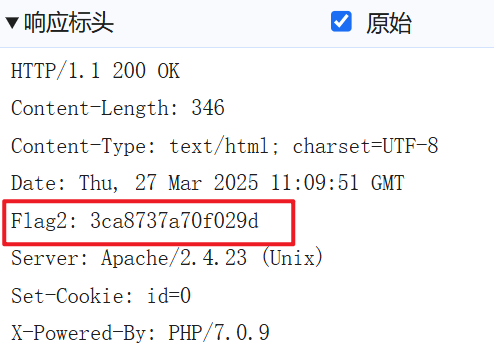 ▼响应标头 原始
HTTP/1.1 200 OK
Content-Length: 346
Content-Type: text/html; charset=UTF-8
Date: Thu, 27 Mar 2025 11:09:51 GMT
Flag2: 3ca8737a70f029d
Server: Apache/2.4.23 (Unix)
Set-Cookie: id=0
X-Powered-By: PHP/7.0.9